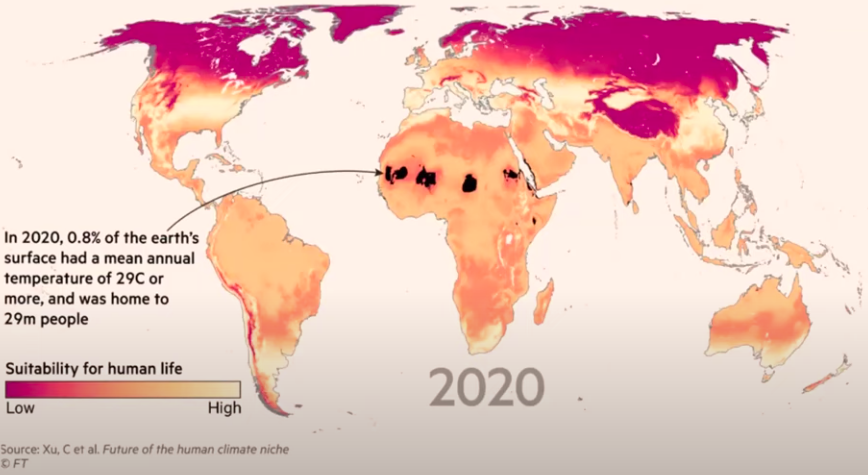 In 2020, 0.8% of the earth's
surface had a mean annual
temperature of 29C or
more, and was home to
29m people
Suitability for human life
Low High
2020
Source: Xu, C et al. Future of the human climate niche
© FT